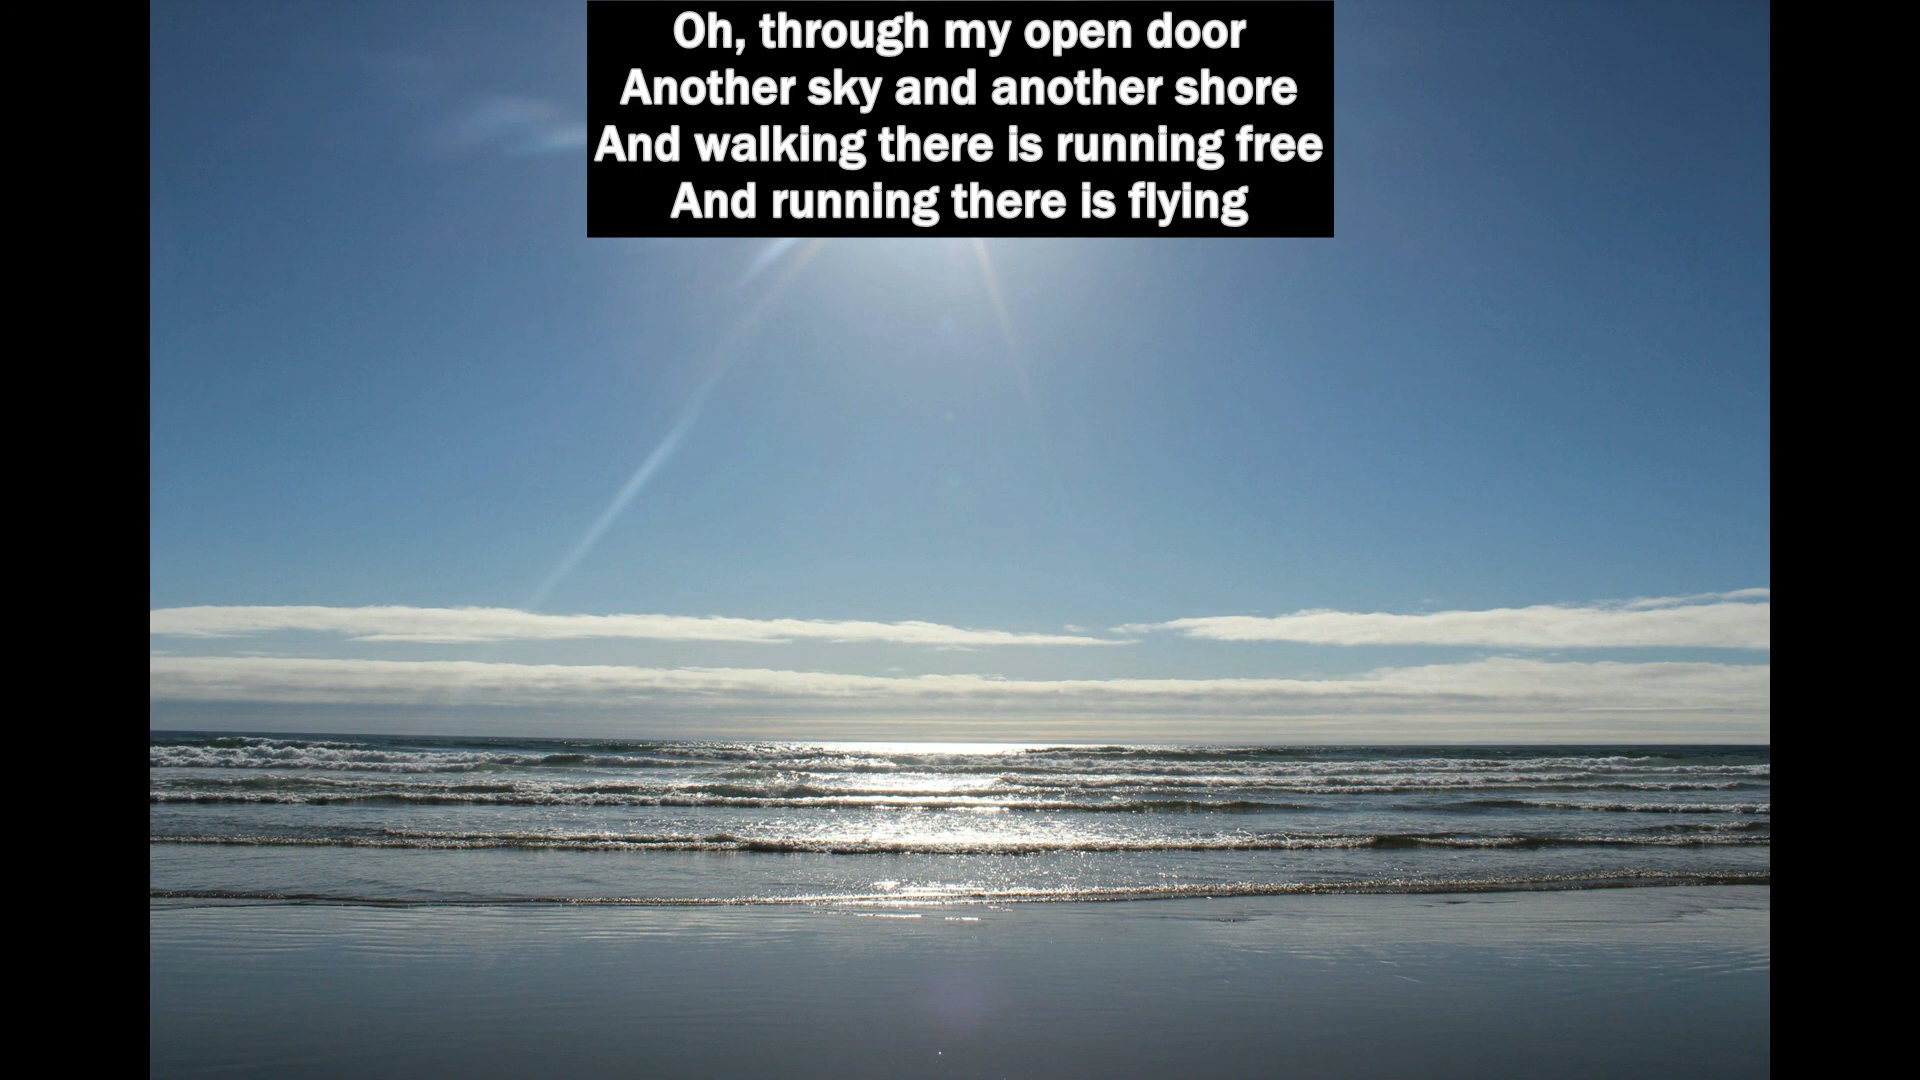 Oh, through my open door
Another sky and another shore
And walking there is running free
And running there is flying